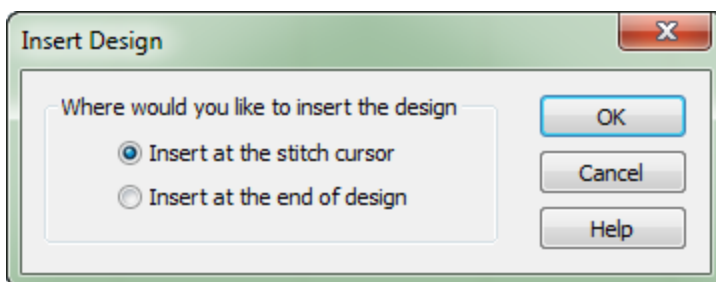 Insert Design
Where would you like to insert the design
Insert at the stitch cursor
Insert at the end of design
OK
Cancel
Help